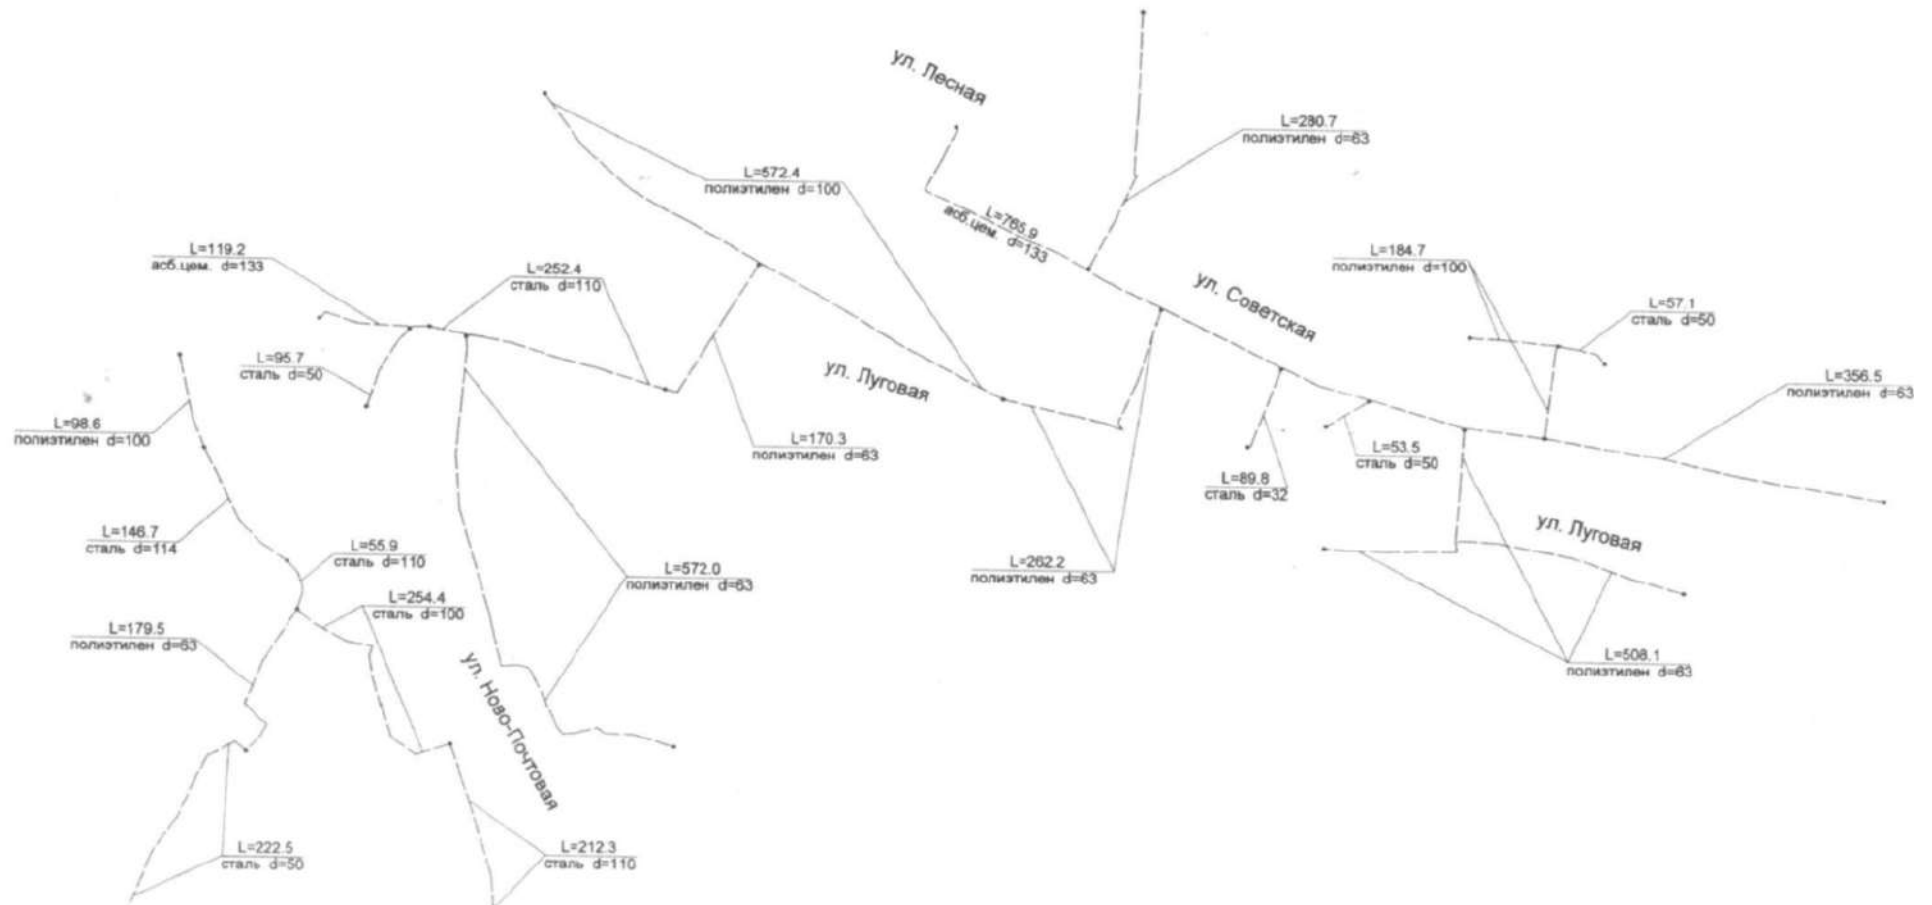 ул. Лесная
L=280.7
полиэтилен d=63
L=572.4
полиэтилен d=100
L=765.9
асб.цем. d=133
L=119.2
асб.цем. d=133
L=252.4
сталь d=110
L=184.7
полиэтилен d=100
ул. Советская
L=57.1
сталь d=50
L=95.7
сталь d=50
ул. Луговая
L=356.5
полиэтилен d=63
L=98.6
полиэтилен d=100
L=170.3
полиэтилен d=63
L=53.5
сталь d=50
L=89.8
сталь d=32
L=146.7
сталь d=114
L=55.9
сталь d=110
ул. Луговая
L=572.0
полиэтилен d=63
L=262.2
полиэтилен d=63
L=254.4
сталь d=100
L=179.5
полиэтилен d=63
L=508.1
полиэтилен d=63
ул. Ново-Почтовая
L=222.5
сталь d=50
L=212.3
сталь d=110